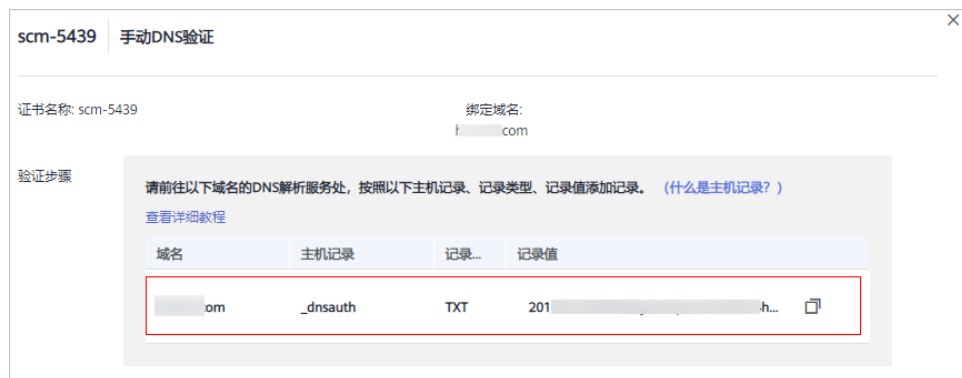 scm-5439 手动DNS验证
证书名称: scm-5439
绑定域名:
com
验证步骤
请前往以下域名的DNS解析服务处，按照以下主机记录、记录类型、记录值添加记录。 （什么是主机记录？）
查看详细教程
域名 主机记录 记录... 记录值
com _dnsauth TXT 201 h...